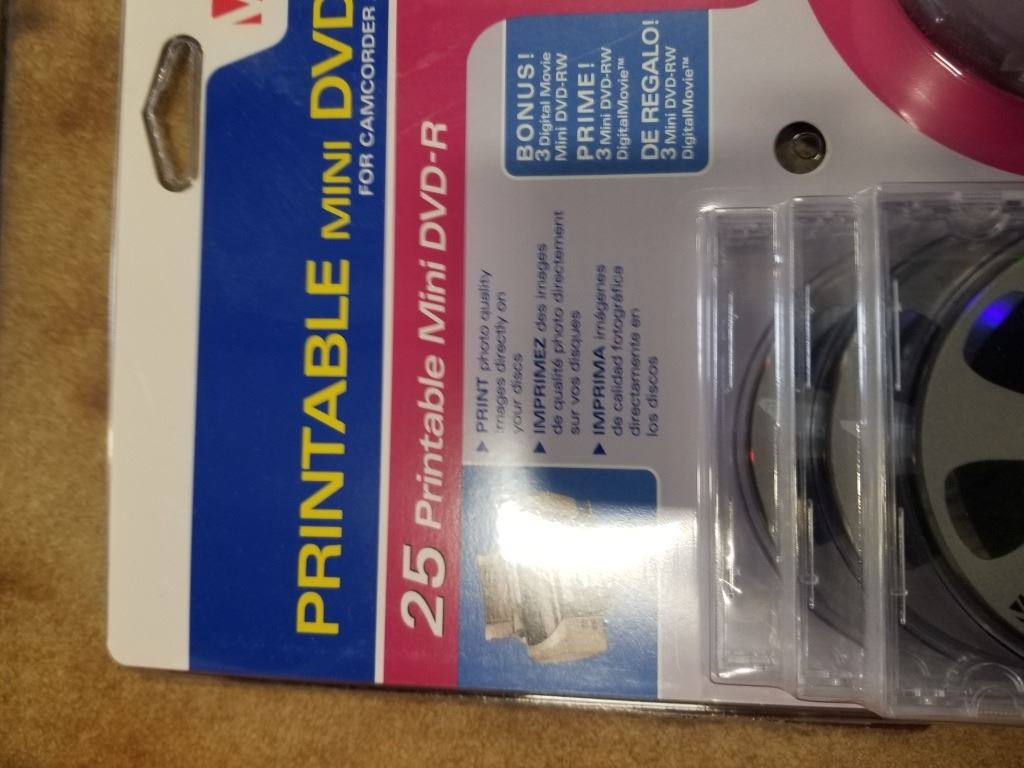 PRINTABLE MINI DVD
FOR CAMCORDER
25 Printable Mini DVD-R
BONUS!
3 Digital Movie
Mini DVD-RW
PRIME!
3 Mini DVD-RW
DigitalMovie™
DE REGALO!
3 Mini DVD-RW
DigitalMovie™
▶ PRINT photo quality
images directly on
your discs
▶ IMPRIMEZ des images
de qualité photo directement
sur vos disques
▶ IMPRIMA imágenes
de calidad fotográfica
directamente en
los discos